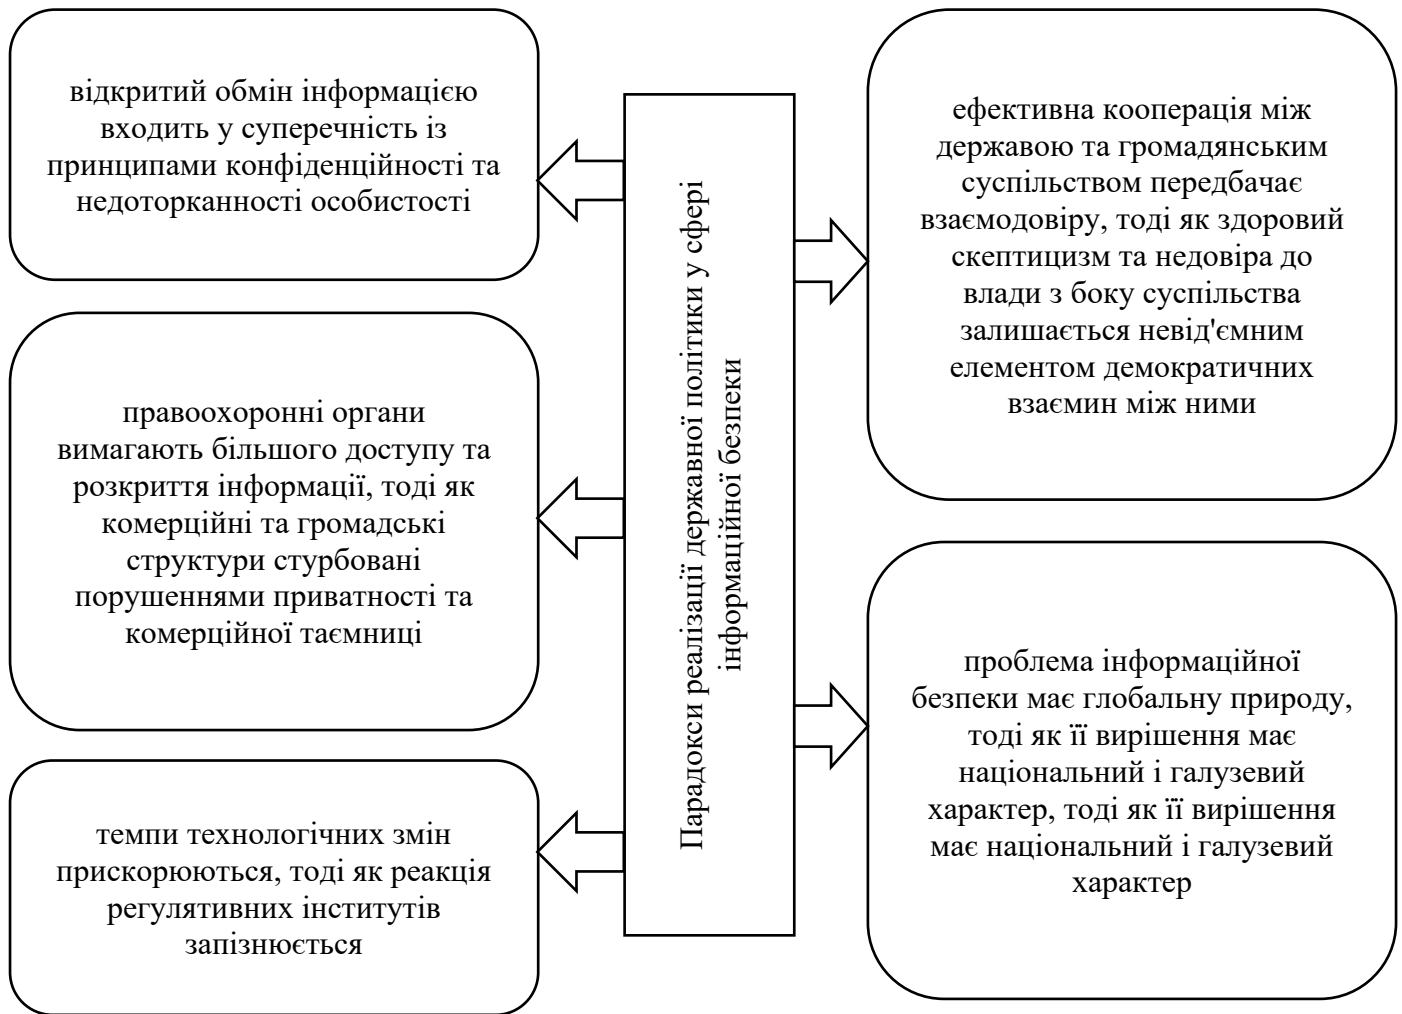 відкритий обмін інформацією
входить у суперечність із
принципами конфіденційності та
недоторканності особистості
правоохоронні органи
вимагають більшого доступу та
розкриття інформації, тоді як
комерційні та громадські
структури стурбовані
порушеннями приватності та
комерційної таємниці
темпи технологічних змін
прискорюються, тоді як реакція
регулятивних інститутів
запізнюється
Парадокси реалізації державної політики у сфері
інформаційної безпеки
ефективна кооперація між
державою та громадянським
суспільством передбачає
взаємодовіру, тоді як здоровий
скептицизм та недовіра до
влади з боку суспільства
залишається невід'ємним
елементом демократичних
взаємин між ними
проблема інформаційної
безпеки має глобальну природу,
тоді як її вирішення має
національний і галузевий
характер, тоді як її вирішення
має національний і галузевий
характер